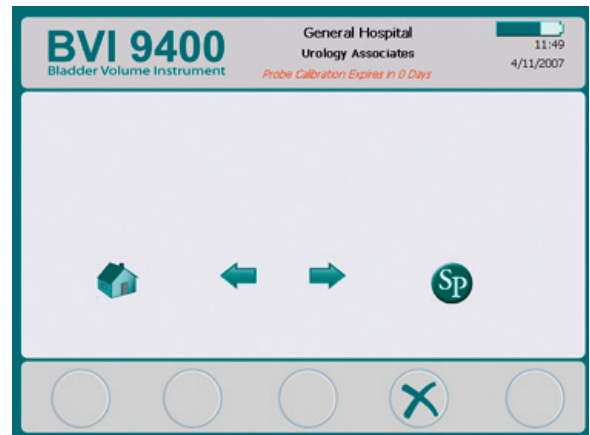 BVI 9400
Bladder Volume Instrument
General Hospital
Urology Associates
Probe Calibration Expires in 0 Days
11:49
4/11/2007
SP